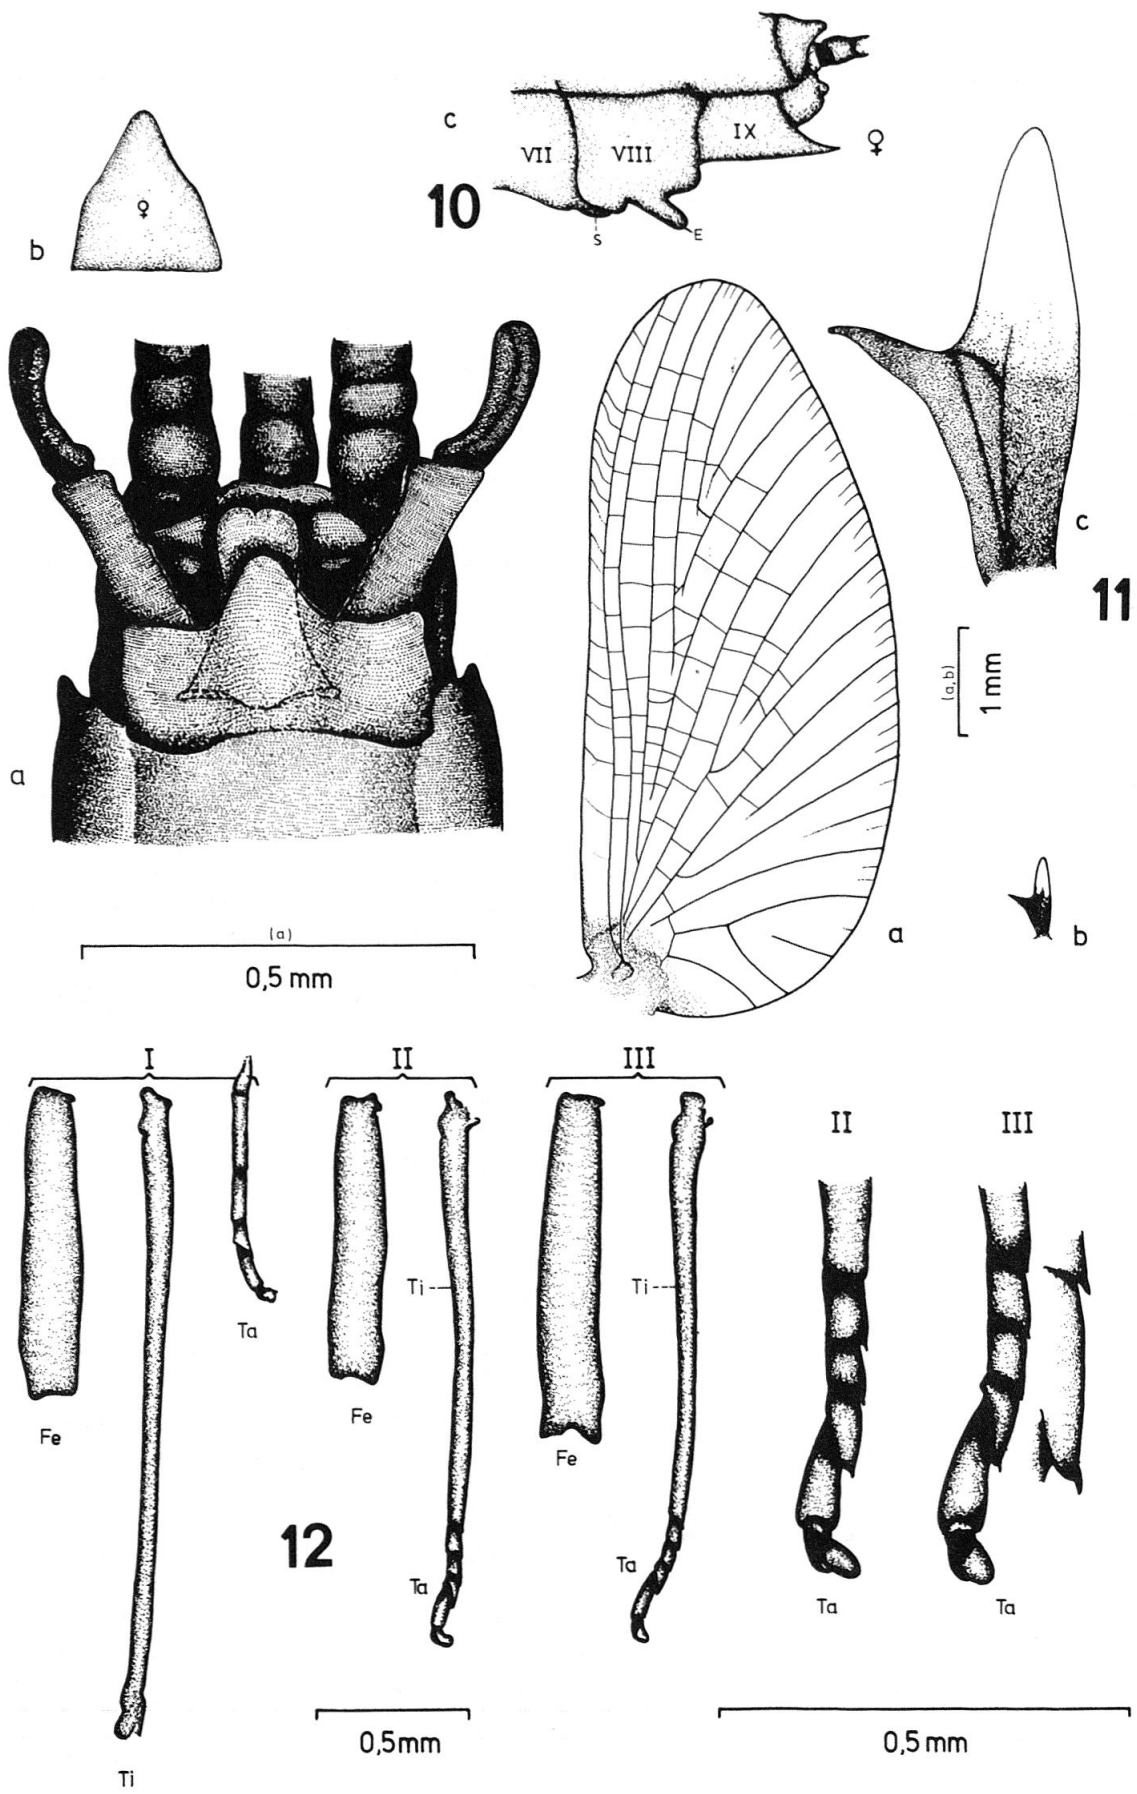 c
VII VIII IX ♀
10
S E
♀
b
a
(a)
0,5 mm
a
c
11
(a,b)
1 mm
b
I II III
Fe
Ti
Ta
Fe
Ti
Ta
Fe
Ti
Ta
12
0,5mm
II III
Ta Ta
0,5 mm